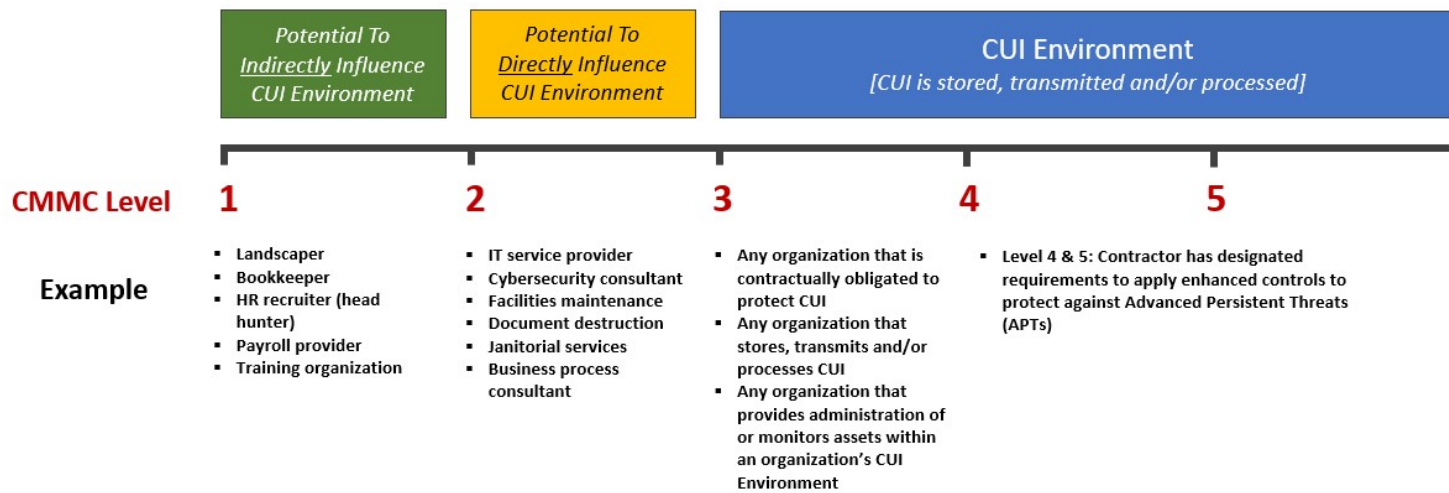 Potential To
Indirectly Influence
CUI Environment
Potential To
Directly Influence
CUI Environment
CUI Environment
[CUI is stored, transmitted and/or processed]
CMMC Level
1
2
3
4
5
Example
▪ Landscaper
▪ Bookkeeper
▪ HR recruiter (head
hunter)
▪ Payroll provider
▪ Training organization
▪ IT service provider
▪ Cybersecurity consultant
▪ Facilities maintenance
▪ Document destruction
▪ Janitorial services
▪ Business process
consultant
▪ Any organization that is
contractually obligated to
protect CUI
▪ Any organization that
stores, transmits and/or
processes CUI
▪ Any organization that
provides administration of
or monitors assets within
an organization’s CUI
Environment
▪ Level 4 & 5: Contractor has designated
requirements to apply enhanced controls to
protect against Advanced Persistent Threats
(APTs)